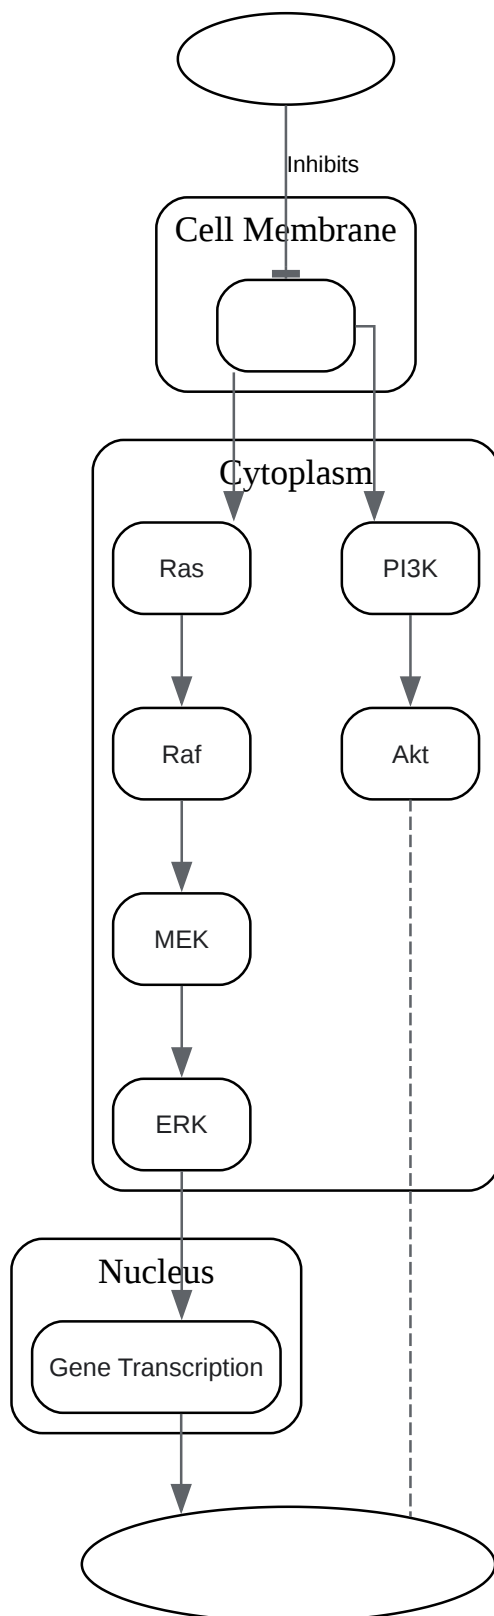 Inhibits
Cell Membrane
Cytoplasm
Ras
PI3K
Raf
Akt
MEK
ERK
Nucleus
Gene Transcription